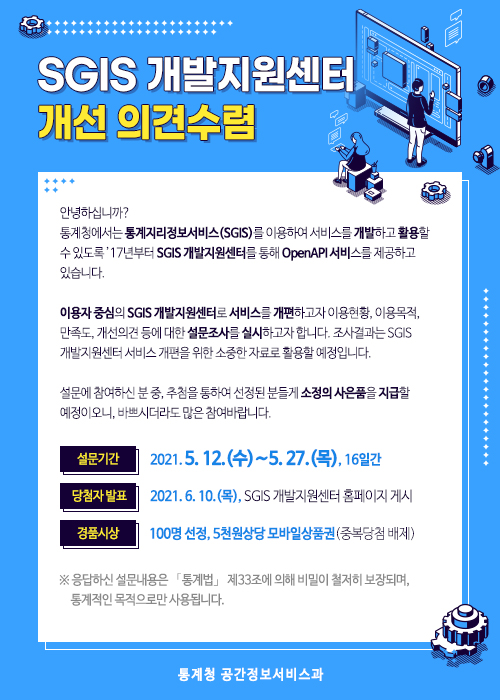 SGIS 개발지원센터
개선 의견수렴
안녕하십니까?
통계청에서는 통계지리정보서비스(SGIS)를 이용하여 서비스를 개발하고 활용할
수 있도록 '17년부터 SGIS 개발지원센터를 통해 OpenAPI 서비스를 제공하고
있습니다.
이용자 중심의 SGIS 개발지원센터로 서비스를 개편하고자 이용현황, 이용목적,
만족도, 개선의견 등에 대한 설문조사를 실시하고자 합니다. 조사결과는 SGIS
개발지원센터 서비스 개편을 위한 소중한 자료로 활용할 예정입니다.
설문에 참여하신 분 중, 추첨을 통하여 선정된 분들게 소정의 사은품을 지급할
예정이오니, 바쁘시더라도 많은 참여바랍니다.
설문기간 2021. 5. 12.(수) ~ 5. 27.(목), 16일간
당첨자 발표 2021. 6. 10.(목), SGIS 개발지원센터 홈페이지 게시
경품시상 100명 선정, 5천원상당 모바일상품권(중복당첨 배제)
※ 응답하신 설문내용은 「통계법」 제33조에 의해 비밀이 철저히 보장되며,
통계적인 목적으로만 사용됩니다.
통계청 공간정보서비스과